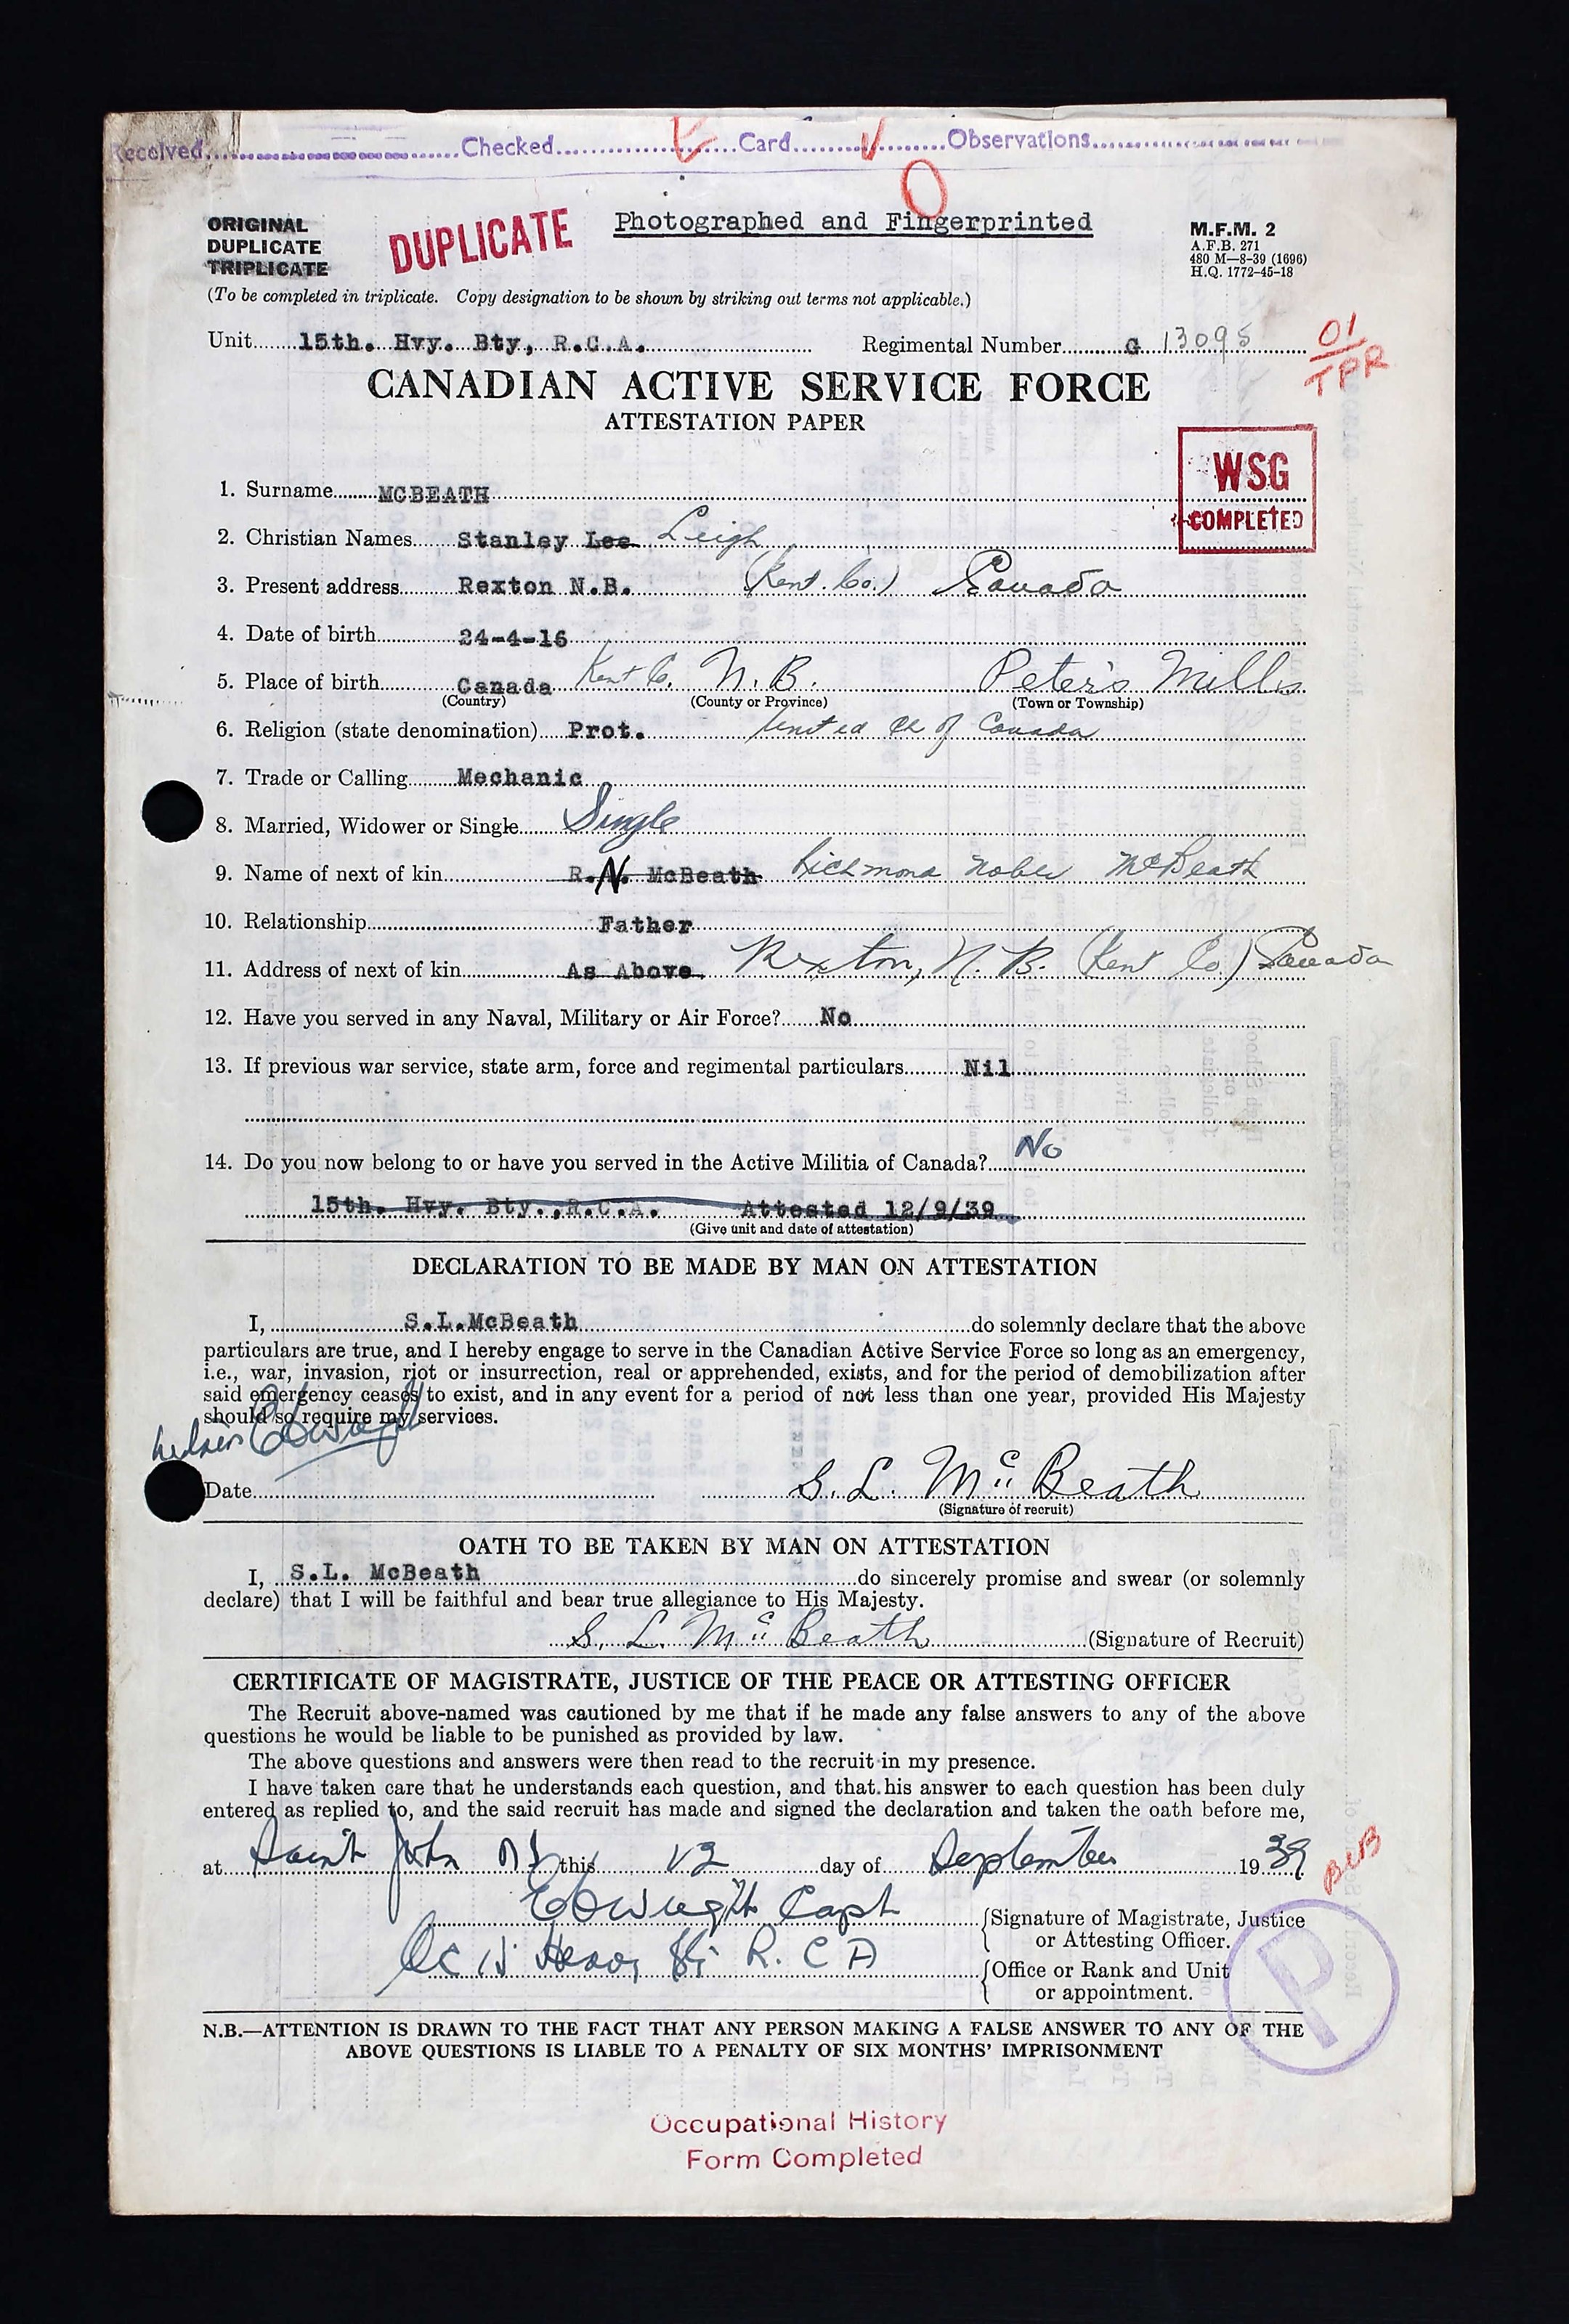 Received Checked Card Observations
ORIGINAL
DUPLICATE
TRIPLICATE
DUPLICATE
Photographed and Fingerprinted
M.F.M. 2
A.F.B. 271
480 M—8-39 (1696)
H.Q. 1772-45-18
(To be completed in triplicate. Copy designation to be shown by striking out terms not applicable.)
Unit 15th. Hvy. Bty, R.C.A. Regimental Number G 13095
01
TPR
CANADIAN ACTIVE SERVICE FORCE
ATTESTATION PAPER
WSG
COMPLETED
1. Surname MCBEATH
2. Christian Names Stanley Lee Leigh
3. Present address Rexton N.B. (Kent. Co.) Canada
4. Date of birth 24-4-16
5. Place of birth Canada Kent Co. N.B. Peter's Mills
(Country) (County or Province) (Town or Township)
6. Religion (state denomination) Prot. United Ch of Canada
7. Trade or Calling Mechanic
8. Married, Widower or Single Single
9. Name of next of kin R.N. McBeath Richmond Noble McBeath
10. Relationship Father
11. Address of next of kin As Above. Rexton, N.B. (Kent Co.) Canada
12. Have you served in any Naval, Military or Air Force? No
13. If previous war service, state arm, force and regimental particulars Nil
14. Do you now belong to or have you served in the Active Militia of Canada? No
15th. Hvy. Bty.,R.C.A. Attested 12/9/39
(Give unit and date of attestation)
DECLARATION TO BE MADE BY MAN ON ATTESTATION
I, S.L.McBeath do solemnly declare that the above
particulars are true, and I hereby engage to serve in the Canadian Active Service Force so long as an emergency,
i.e., war, invasion, riot or insurrection, real or apprehended, exists, and for the period of demobilization after
said emergency ceases to exist, and in any event for a period of not less than one year, provided His Majesty
should so require my services.
Date S. L. McBeath
(Signature of recruit)
OATH TO BE TAKEN BY MAN ON ATTESTATION
I, S.L. McBeath do sincerely promise and swear (or solemnly
declare) that I will be faithful and bear true allegiance to His Majesty.
S. L. McBeath (Signature of Recruit)
CERTIFICATE OF MAGISTRATE, JUSTICE OF THE PEACE OR ATTESTING OFFICER
The Recruit above-named was cautioned by me that if he made any false answers to any of the above
questions he would be liable to be punished as provided by law.
The above questions and answers were then read to the recruit in my presence.
I have taken care that he understands each question, and that his answer to each question has been duly
entered as replied to, and the said recruit has made and signed the declaration and taken the oath before me,
at Saint John NB this 12 day of September 1939
Capt (Signature of Magistrate, Justice
or Attesting Officer.
OC 15 Heavy Bty R.C.A (Office or Rank and Unit
or appointment.
P
N.B.—ATTENTION IS DRAWN TO THE FACT THAT ANY PERSON MAKING A FALSE ANSWER TO ANY OF THE
ABOVE QUESTIONS IS LIABLE TO A PENALTY OF SIX MONTHS' IMPRISONMENT
Occupational History
Form Completed